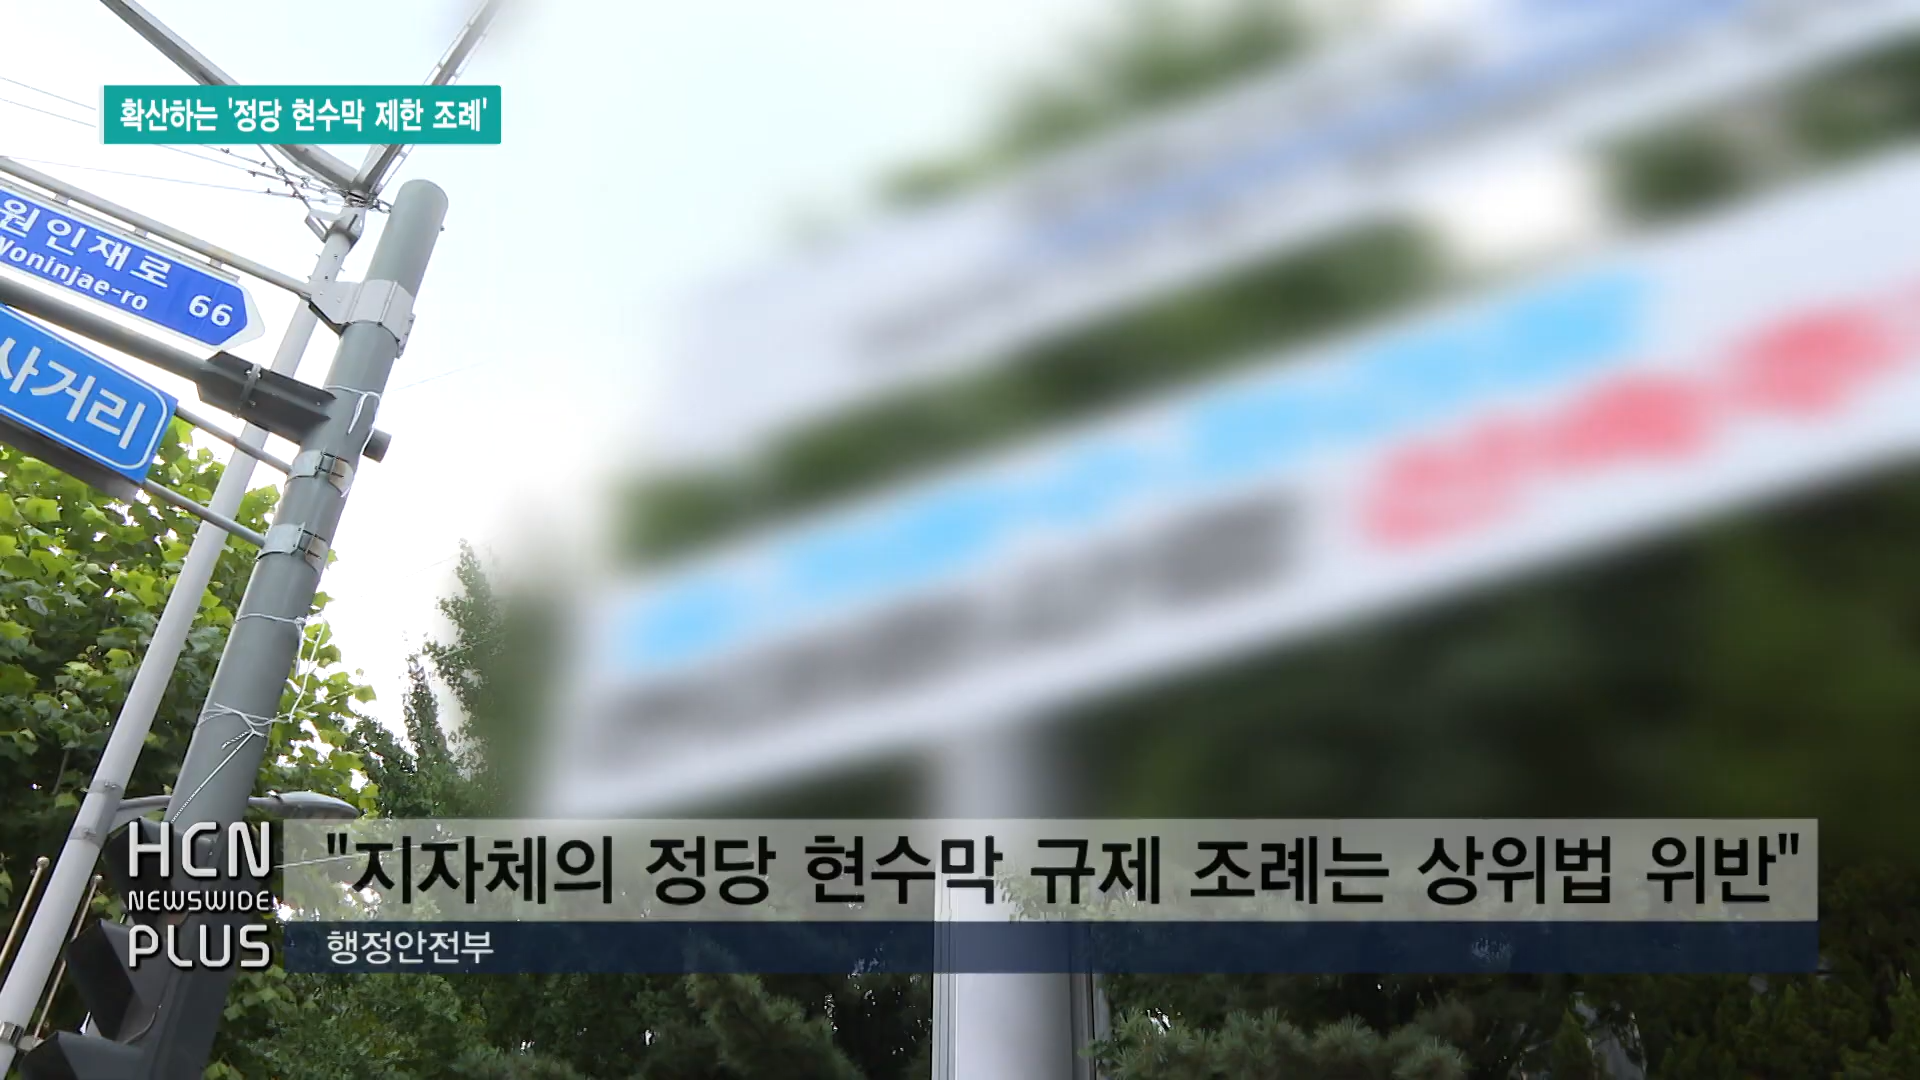 확산하는 '정당 현수막 제한 조례'
원인재로
Woninjae-ro 66
사거리
HCN
NEWSWIDE
PLUS
"지자체의 정당 현수막 규제 조례는 상위법 위반"
행정안전부